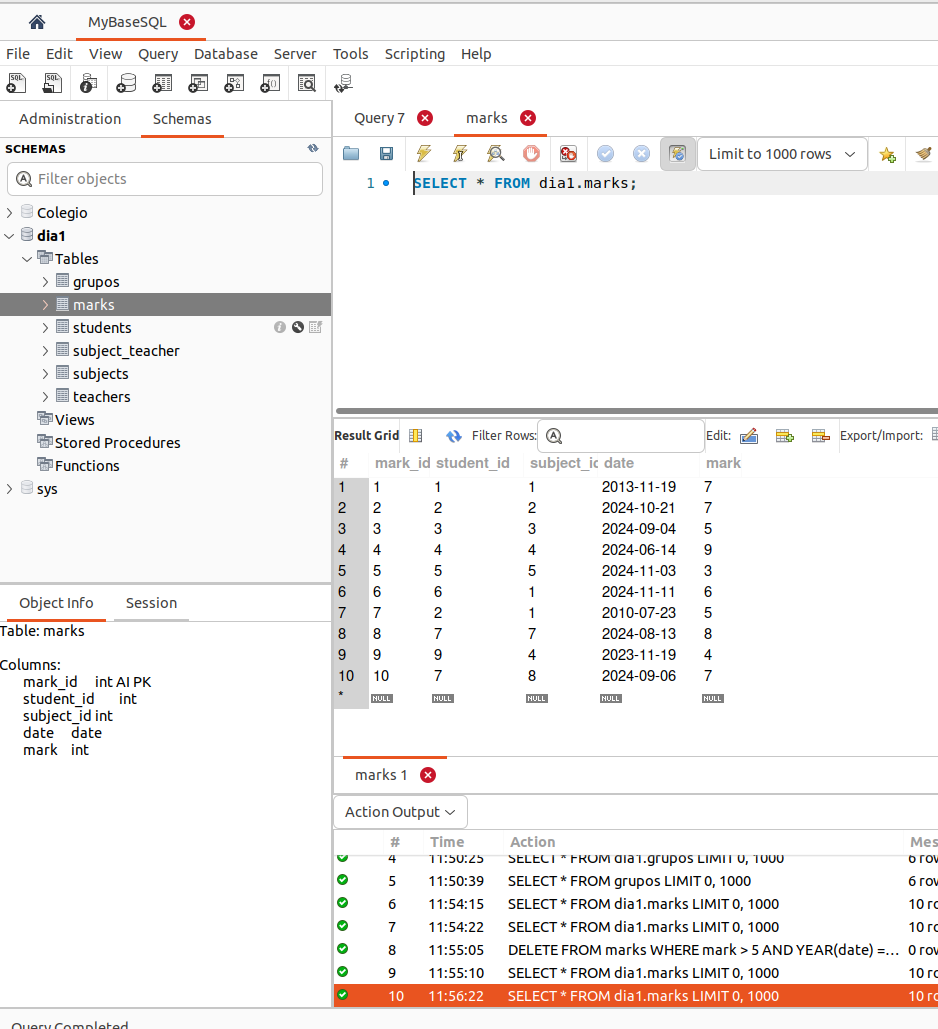 MyBaseSQL
File Edit View Query Database Server Tools Scripting Help
Administration Schemas
SCHEMAS
Filter objects
Colegio
dia1
Tables
grupos
marks
students
subject_teacher
subjects
teachers
Views
Stored Procedures
Functions
sys
Object Info Session
Table: marks
Columns:
mark_id int AI PK
student_id int
subject_id int
date date
mark int
Query 7 marks
Limit to 1000 rows
1 SELECT * FROM dia1.marks;
Result Grid Filter Rows: Edit: Export/Import:
# mark_id student_id subject_id date mark
1 1 1 1 2013-11-19 7
2 2 2 2 2024-10-21 7
3 3 3 3 2024-09-04 5
4 4 4 4 2024-06-14 9
5 5 5 5 2024-11-03 3
6 6 6 1 2024-11-11 6
7 7 2 1 2010-07-23 5
8 8 7 7 2024-08-13 8
9 9 9 4 2023-11-19 4
10 10 7 8 2024-09-06 7
* NULL NULL NULL NULL NULL
marks 1
Action Output
# Time Action Mes
4 11:50:25 SELECT * FROM dia1.grupos LIMIT 0, 1000 6 row
5 11:50:39 SELECT * FROM grupos LIMIT 0, 1000 6 row
6 11:54:15 SELECT * FROM dia1.marks LIMIT 0, 1000 10 ro
7 11:54:22 SELECT * FROM dia1.marks LIMIT 0, 1000 10 ro
8 11:55:05 DELETE FROM marks WHERE mark > 5 AND YEAR(date) =... 0 row
9 11:55:10 SELECT * FROM dia1.marks LIMIT 0, 1000 10 ro
10 11:56:22 SELECT * FROM dia1.marks LIMIT 0, 1000 10 ro
Query Completed